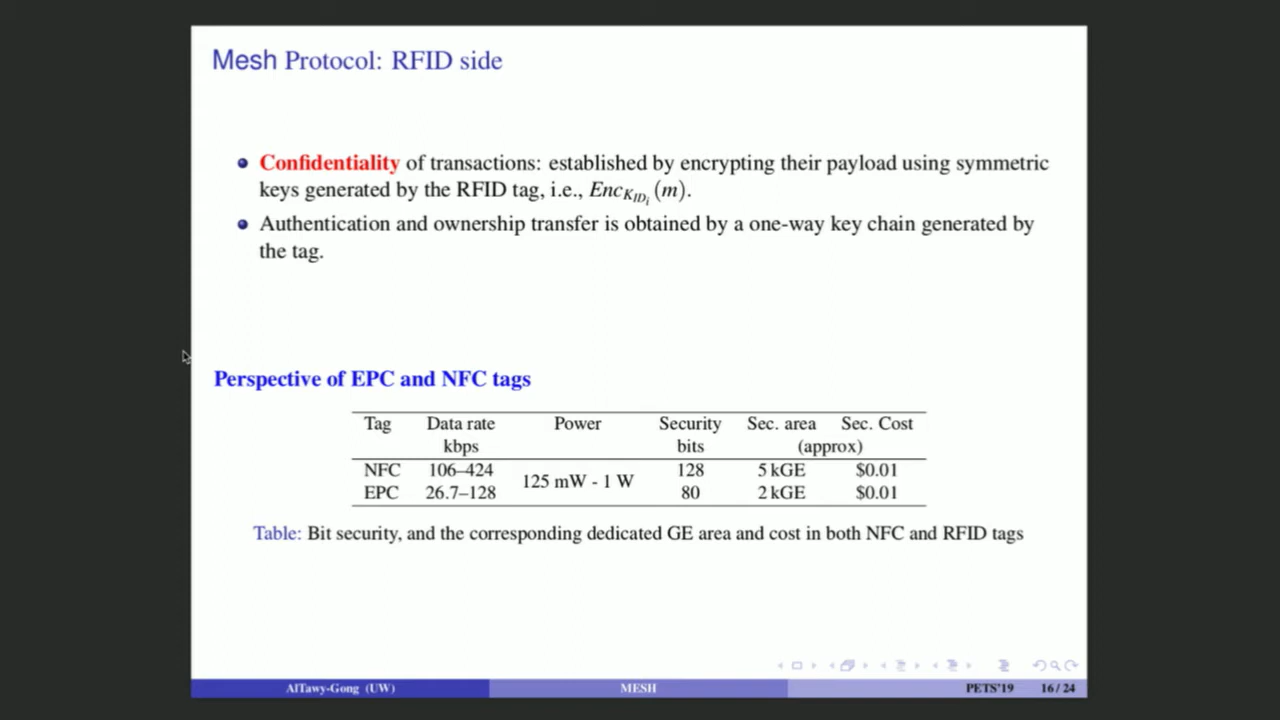 Mesh Protocol: RFID side
Confidentiality of transactions: established by encrypting their payload using symmetric
keys generated by the RFID tag, i.e., Enc_{K_{ID_i}}(m).
Authentication and ownership transfer is obtained by a one-way key chain generated by
the tag.
Perspective of EPC and NFC tags
Tag Data rate Power Security Sec. area Sec. Cost
kbps bits (approx)
NFC 106–424 125 mW - 1 W 128 5 kGE $0.01
EPC 26.7–128 80 2 kGE $0.01
Table: Bit security, and the corresponding dedicated GE area and cost in both NFC and RFID tags
AlTawy-Gong (UW) MESH PETS'19 16 / 24